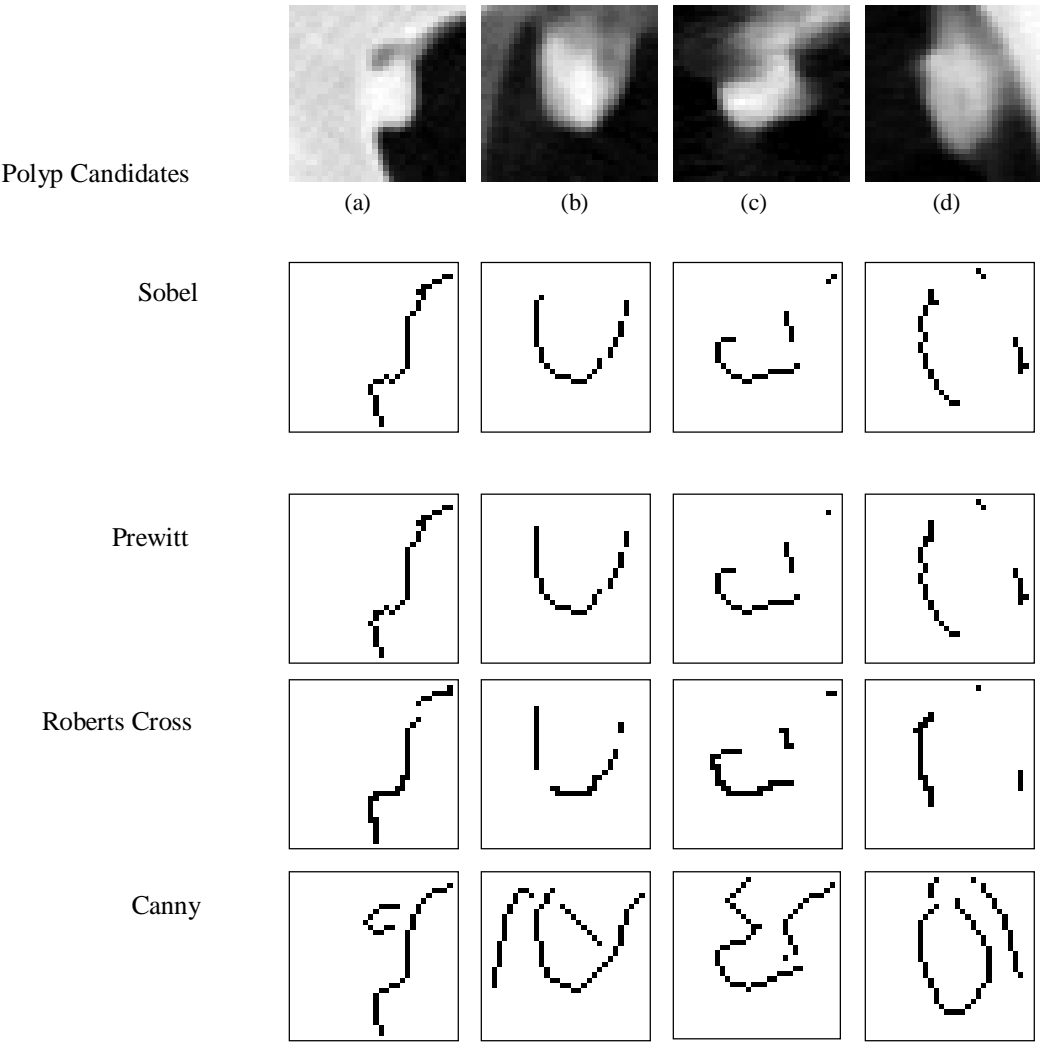 Polyp Candidates
(a) (b) (c) (d)
Sobel
Prewitt
Roberts Cross
Canny